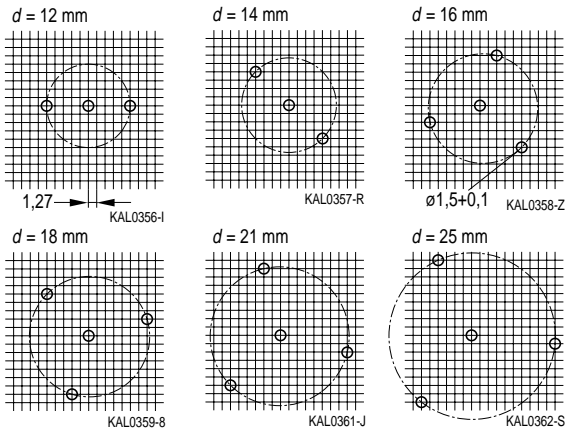 d = 12 mm
d = 14 mm
d = 16 mm
1,27
KAL0356-I
KAL0357-R
ø1,5+0,1
KAL0358-Z
d = 18 mm
d = 21 mm
d = 25 mm
KAL0359-8
KAL0361-J
KAL0362-S